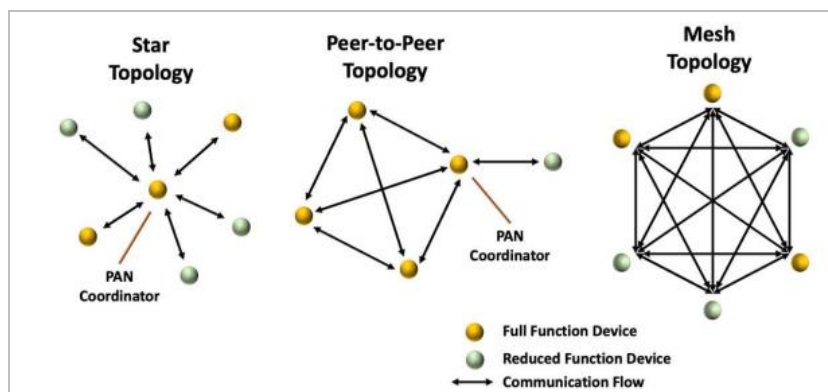 Star
Topology
Peer-to-Peer
Topology
Mesh
Topology
PAN
Coordinator
PAN
Coordinator
Full Function Device
Reduced Function Device
Communication Flow